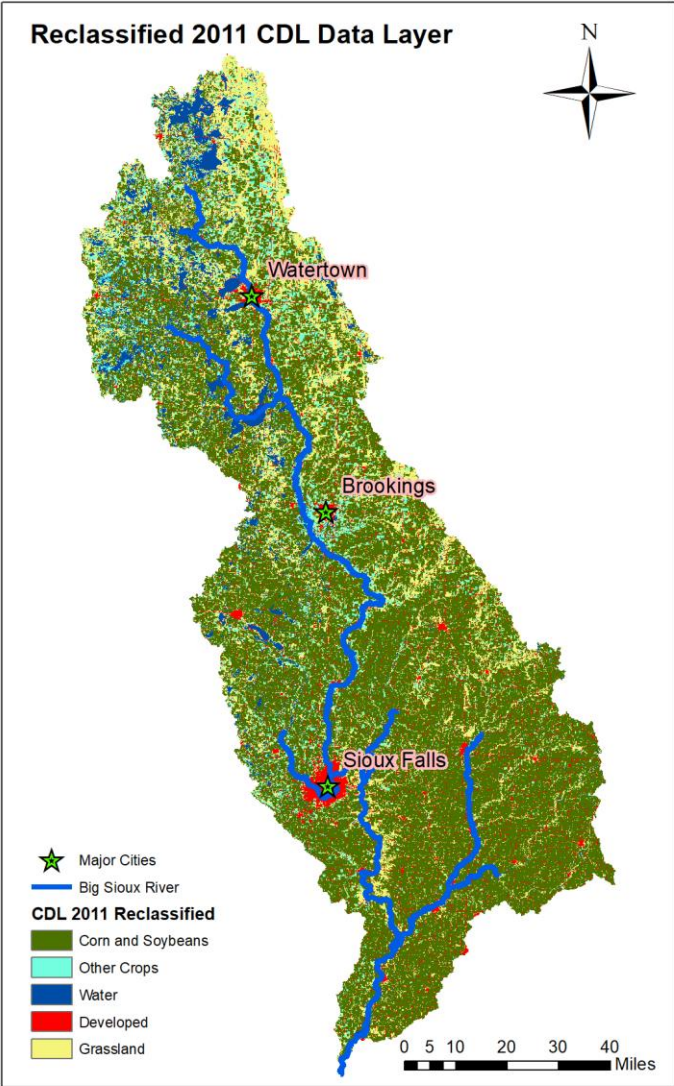 Reclassified 2011 CDL Data Layer
N
Watertown
Brookings
Sioux Falls
Major Cities
Big Sioux River
CDL 2011 Reclassified
Corn and Soybeans
Other Crops
Water
Developed
Grassland
0 5 10 20 30 40
Miles